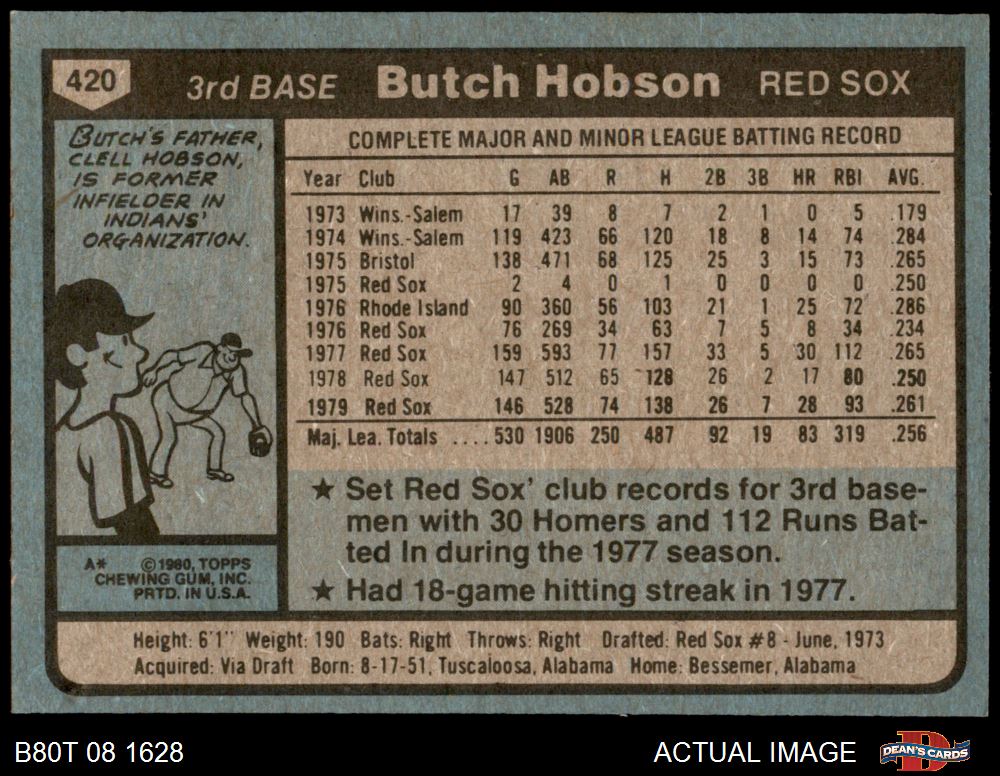 420 3rd BASE Butch Hobson RED SOX
BUTCH'S FATHER,
CLELL HOBSON,
IS FORMER
INFIELDER IN
INDIANS'
ORGANIZATION.
A* ©1980, TOPPS
CHEWING GUM, INC.
PRTD. IN U.S.A.
COMPLETE MAJOR AND MINOR LEAGUE BATTING RECORD
Year Club G AB R H 2B 3B HR RBI AVG.
1973 Wins.-Salem 17 39 8 7 2 1 0 5 .179
1974 Wins.-Salem 119 423 66 120 18 8 14 74 .284
1975 Bristol 138 471 68 125 25 3 15 73 .265
1975 Red Sox 2 4 0 1 0 0 0 0 .250
1976 Rhode Island 90 360 56 103 21 1 25 72 .286
1976 Red Sox 76 269 34 63 7 5 8 34 .234
1977 Red Sox 159 593 77 157 33 5 30 112 .265
1978 Red Sox 147 512 65 128 26 2 17 80 .250
1979 Red Sox 146 528 74 138 26 7 28 93 .261
Maj. Lea. Totals .... 530 1906 250 487 92 19 83 319 .256
★ Set Red Sox' club records for 3rd base-
men with 30 Homers and 112 Runs Bat-
ted In during the 1977 season.
★ Had 18-game hitting streak in 1977.
Height: 6'1" Weight: 190 Bats: Right Throws: Right Drafted: Red Sox #8 - June, 1973
Acquired: Via Draft Born: 8-17-51, Tuscaloosa, Alabama Home: Bessemer, Alabama
B80T 08 1628 ACTUAL IMAGE DEAN'S CARDS